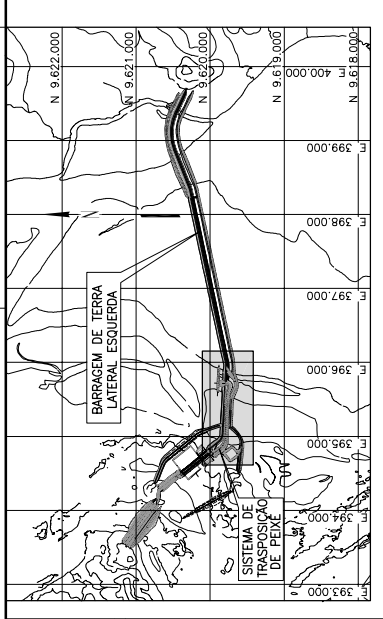 N 9.622.000
N 9.621.000
N 9.620.000
N 9.619.000
N 9.618.000
E 400.000
E 399.000
E 398.000
E 397.000
E 396.000
E 395.000
E 394.000
E 393.000
N
BARRAGEM DE TERRA
LATERAL ESQUERDA
SISTEMA DE
TRASPOSIÇÃO
DE PEIXE